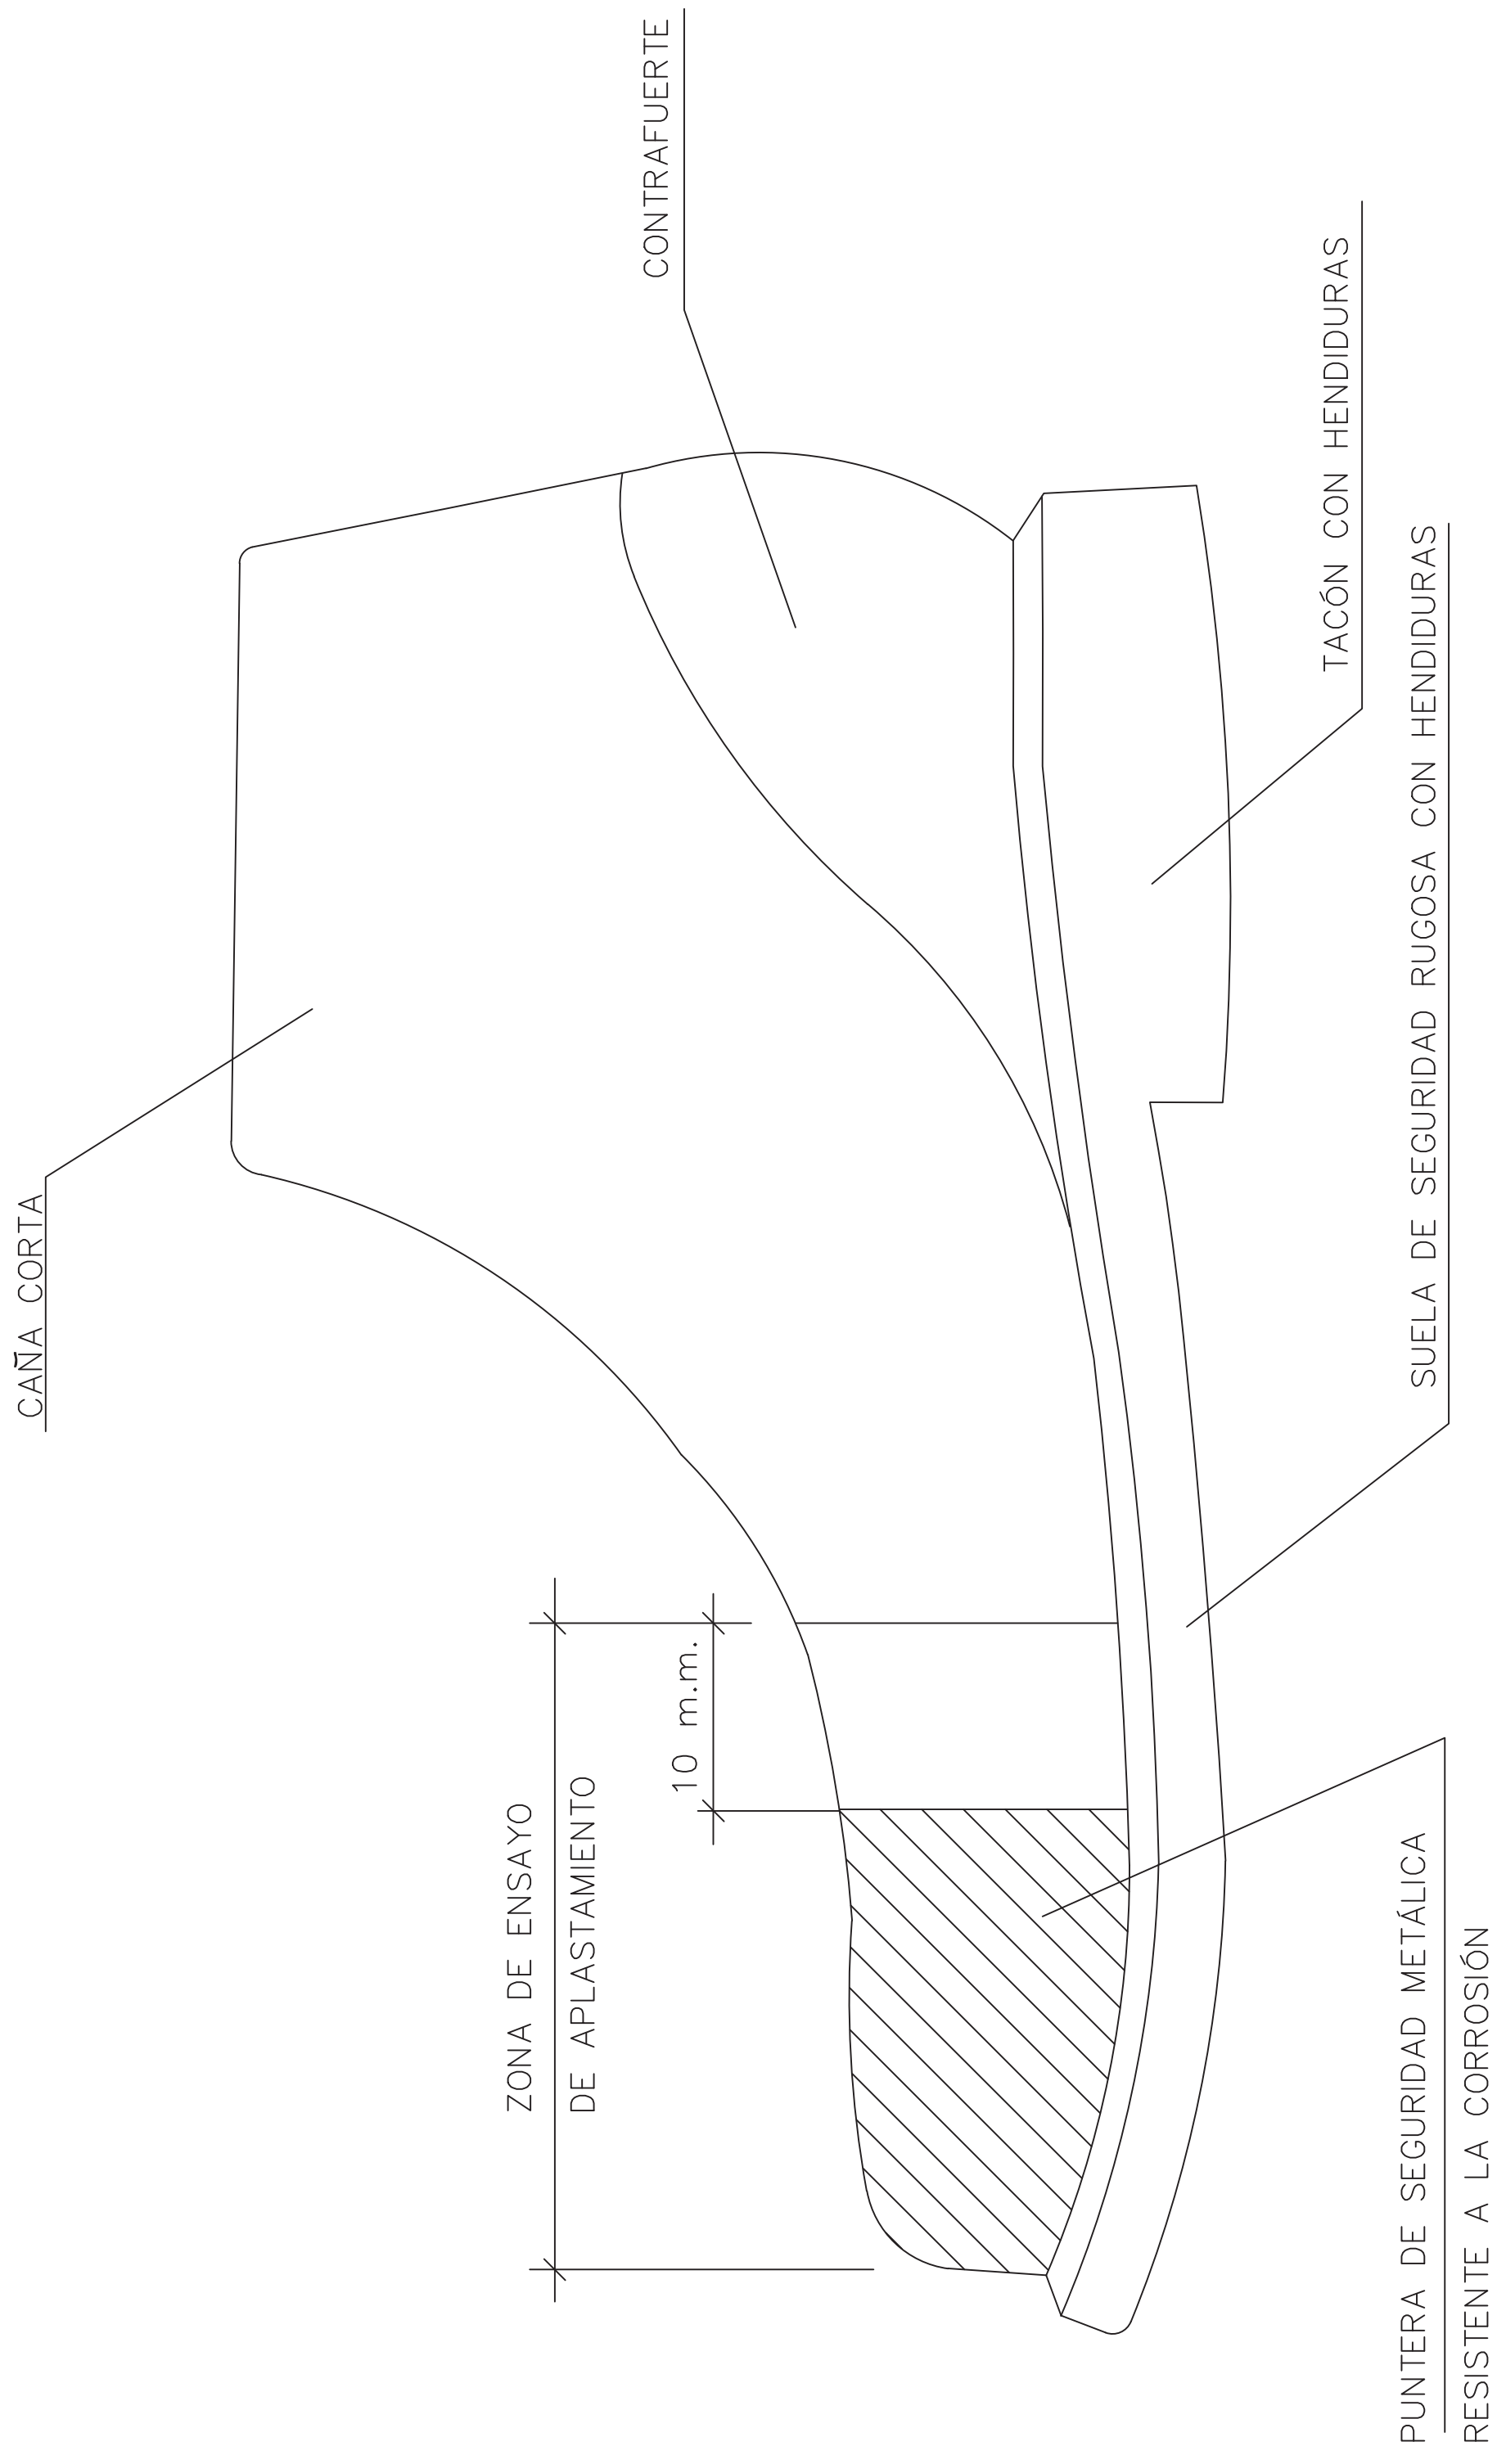 CAÑA CORTA
CONTRAFUERTE
ZONA DE ENSAYO
DE APLASTAMIENTO
10 m.m.
TACÓN CON HENDIDURAS
SUELA DE SEGURIDAD RUGOSA CON HENDIDURAS
PUNTERA DE SEGURIDAD METÁLICA
RESISTENTE A LA CORROSIÓN